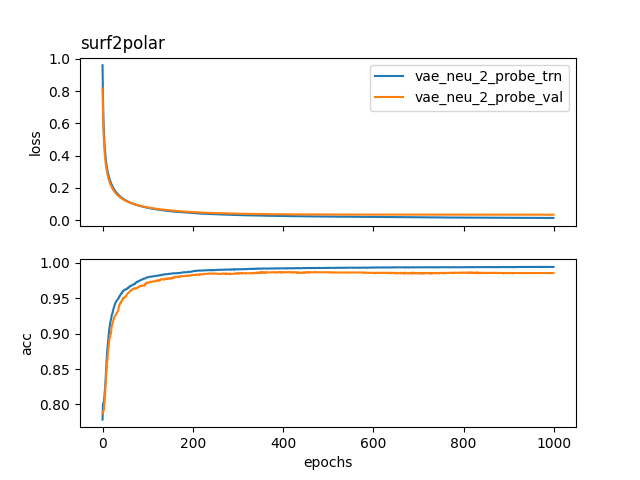 surf2polar
1.0
0.8
0.6
0.4
0.2
0.0
loss
vae_neu_2_probe_trn
vae_neu_2_probe_val
1.00
0.95
0.90
0.85
0.80
acc
0 200 400 600 800 1000
epochs